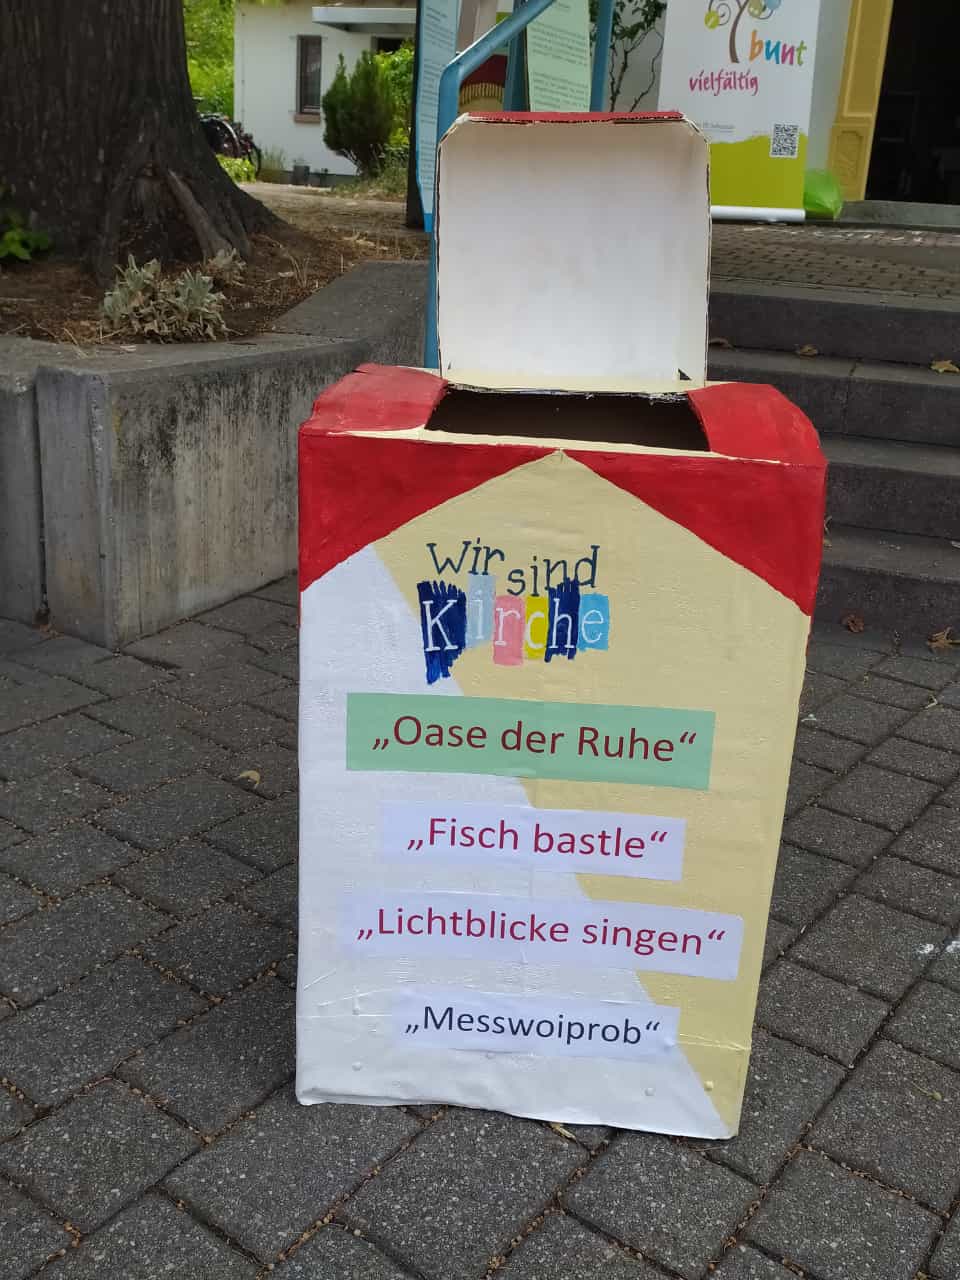 bunt
vielfältig
Wir sind
Kirche
„Oase der Ruhe“
„Fisch bastle“
„Lichtblicke singen“
„Messwoiprob“